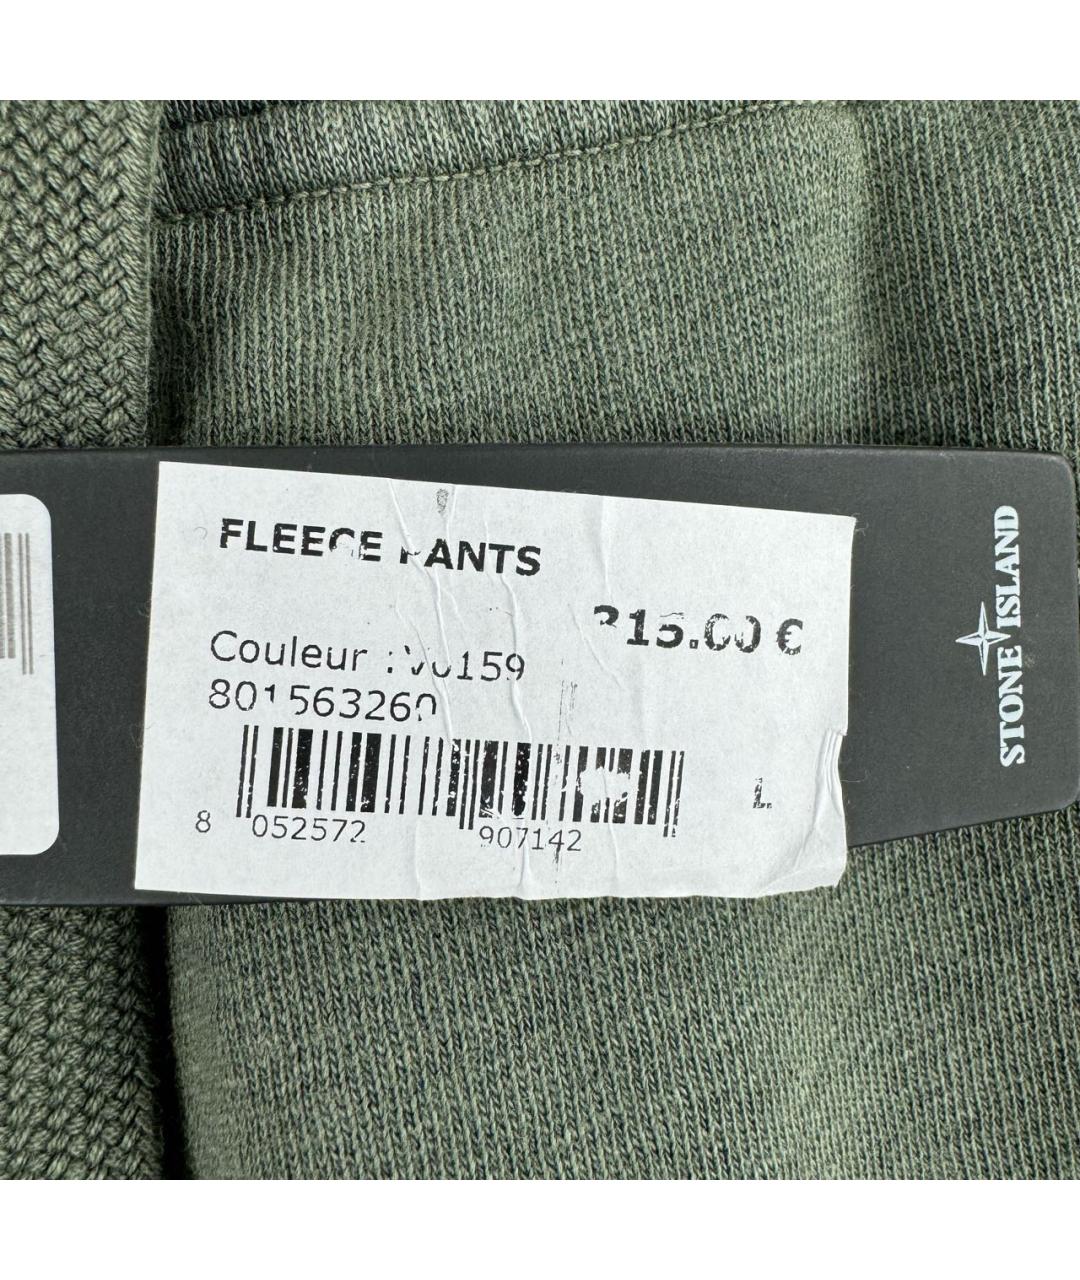 FLEECE PANTS
315.00 €
Couleur : V0159
801563260
8 052572 907142
L
STONE ISLAND